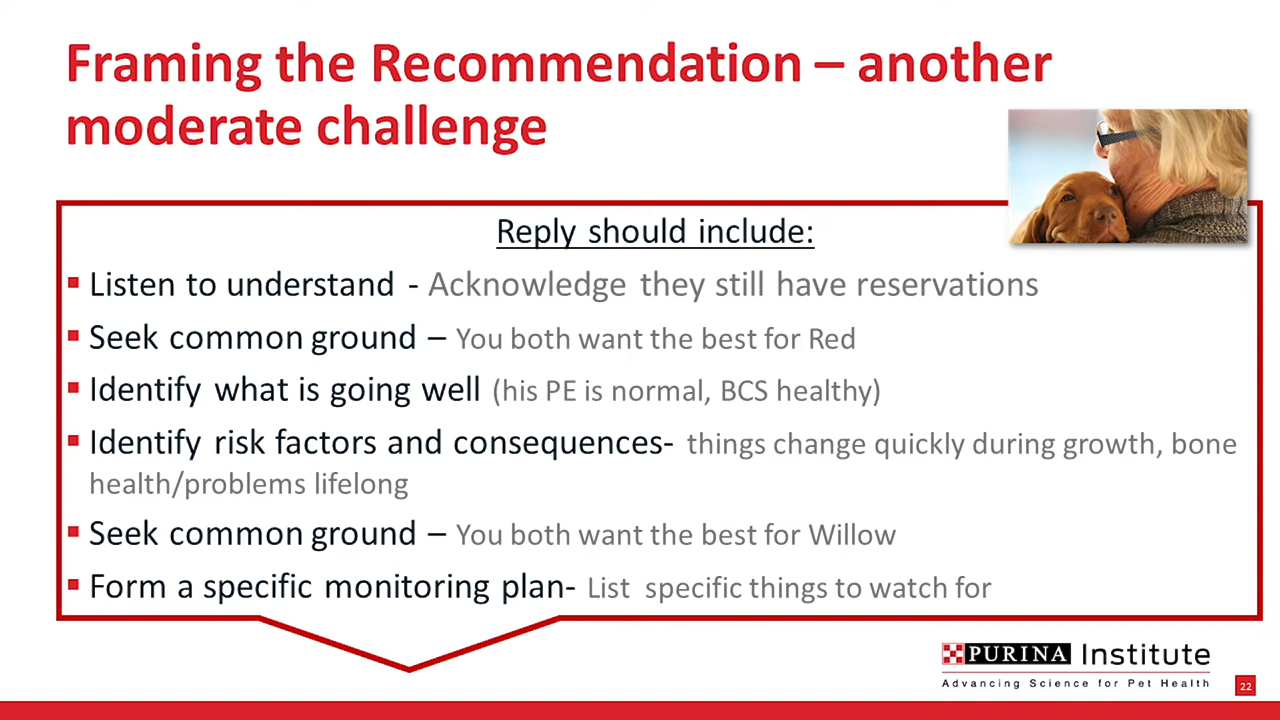 Framing the Recommendation – another
moderate challenge
Reply should include:
Listen to understand - Acknowledge they still have reservations
Seek common ground – You both want the best for Red
Identify what is going well (his PE is normal, BCS healthy)
Identify risk factors and consequences- things change quickly during growth, bone
health/problems lifelong
Seek common ground – You both want the best for Willow
Form a specific monitoring plan- List specific things to watch for
PURINA Institute
Advancing Science for Pet Health
22